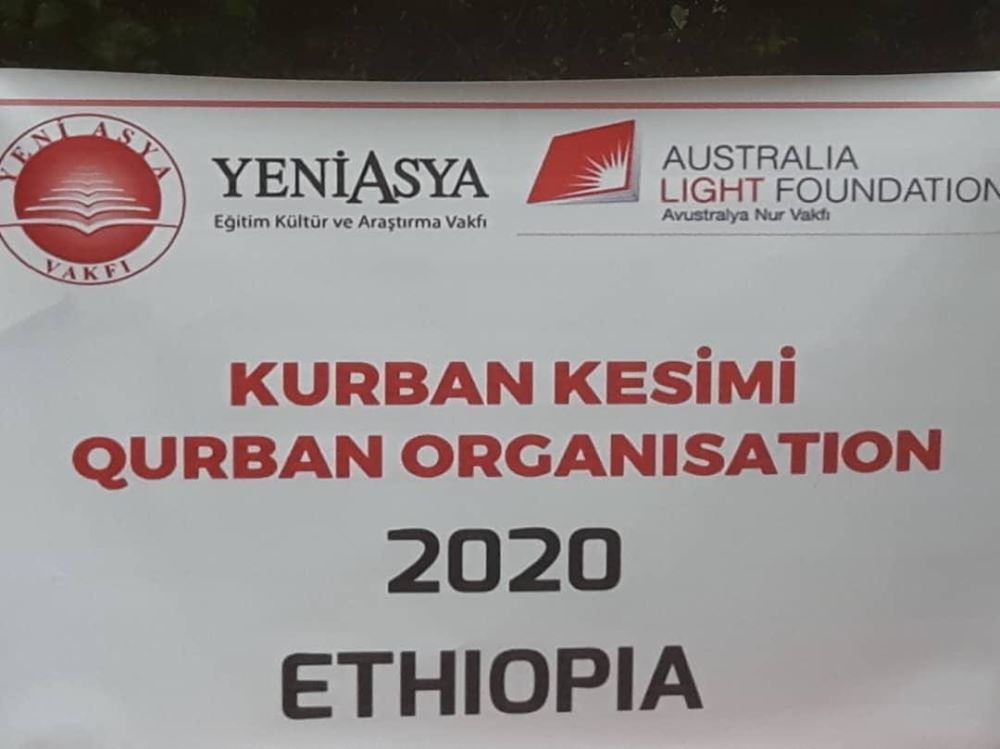 YENİ ASYA
VAKFI
YENİASYA
Eğitim Kültür ve Araştırma Vakfı
AUSTRALIA
LIGHT FOUNDATION
Avustralya Nur Vakfı
KURBAN KESİMİ
QURBAN ORGANISATION
2020
ETHIOPIA